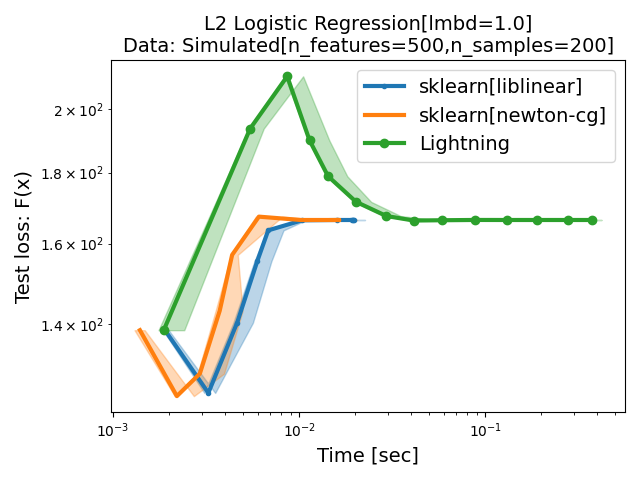 L2 Logistic Regression[lmbd=1.0]
Data: Simulated[n_features=500,n_samples=200]
sklearn[liblinear]
sklearn[newton-cg]
Lightning
Test loss: F(x)
2 × 10²
1.8 × 10²
1.6 × 10²
1.4 × 10²
10⁻³ 10⁻² 10⁻¹
Time [sec]